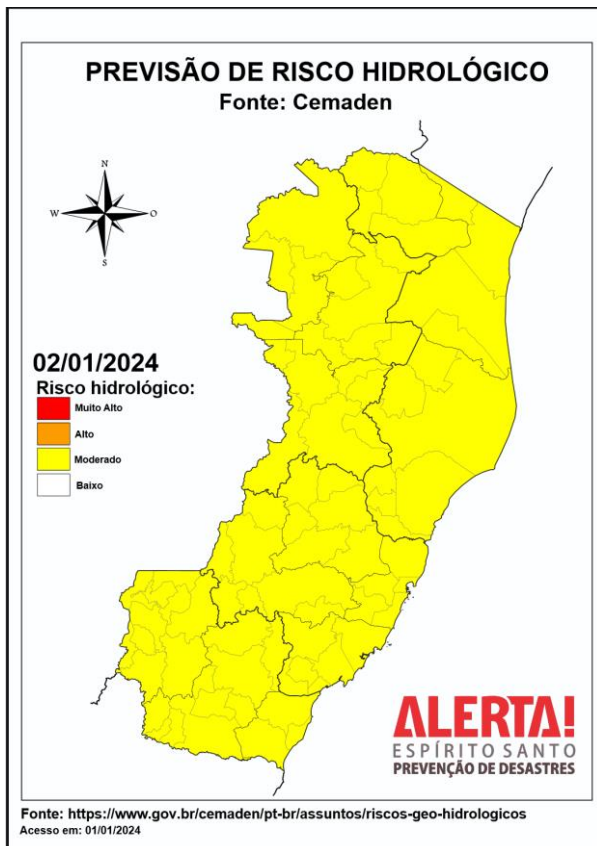 PREVISÃO DE RISCO HIDROLÓGICO
Fonte: Cemaden
N
W
O
S
02/01/2024
Risco hidrológico:
Muito Alto
Alto
Moderado
Baixo
ALERTA!
ESPÍRITO SANTO
PREVENÇÃO DE DESASTRES
Fonte: https://www.gov.br/cemaden/pt-br/assuntos/riscos-geo-hidrologicos
Acesso em: 01/01/2024